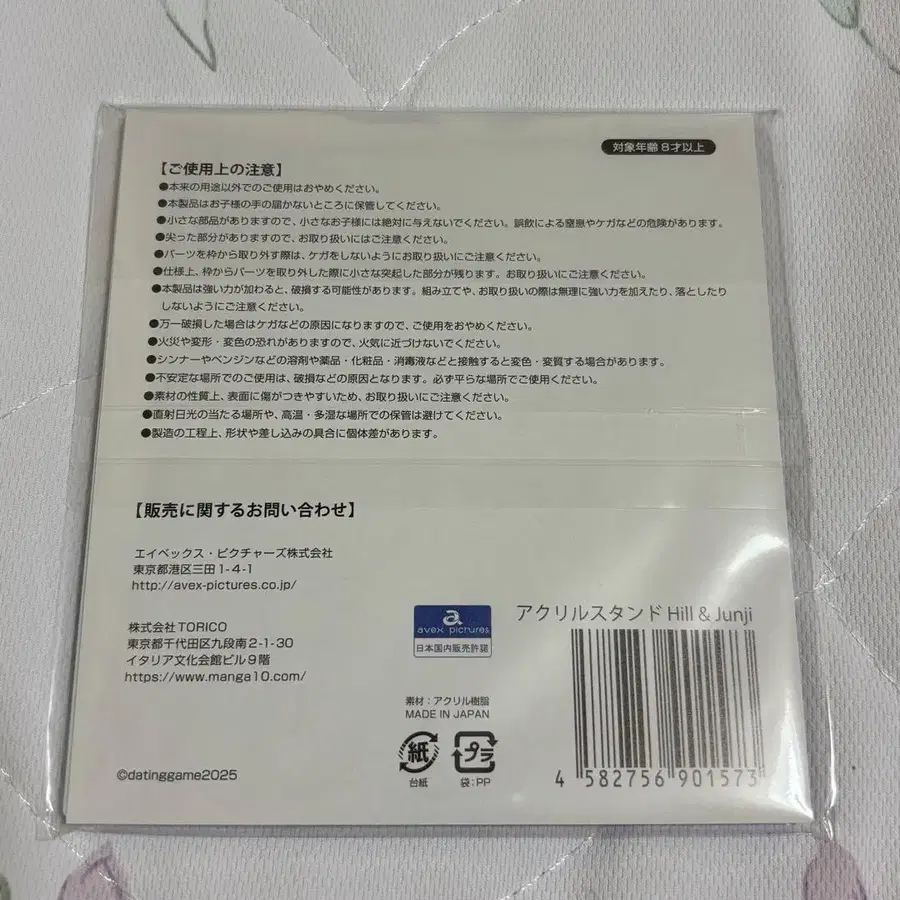 対象年齢8才以上
【ご使用上の注意】
●本来の用途以外でのご使用はおやめください。
●本製品はお子様の手の届かないところに保管してください。
●小さな部品がありますので、小さなお子様には絶対に与えないでください。誤飲による窒息やケガなどの危険があります。
●尖った部分がありますので、お取り扱いにはご注意ください。
●パーツを枠から取り外す際は、ケガをしないようにお取り扱いにご注意ください。
●仕様上、枠からパーツを取り外した際に小さな突起した部分が残ります。お取り扱いにご注意ください。
●本製品は強い力が加わると、破損する可能性があります。組み立てや、お取り扱いの際は無理に強い力を加えたり、落としたり
しないようにご注意ください。
●万一破損した場合はケガなどの原因になりますので、ご使用をおやめください。
●火災や変形・変色の恐れがありますので、火気に近づけないでください。
●シンナーやベンジンなどの溶剤や薬品・化粧品・消毒液などと接触すると変色・変質する場合があります。
●不安定な場所でのご使用は、破損などの原因となります。必ず平らな場所でご使用ください。
●素材の性質上、表面に傷がつきやすいため、お取り扱いにご注意ください。
●直射日光の当たる場所や、高温・多湿な場所での保管は避けてください。
●製造の工程上、形状や差し込みの具合に個体差があります。
【販売に関するお問い合わせ】
エイベックス・ピクチャーズ株式会社
東京都港区三田1-4-1
http://avex-pictures.co.jp/
株式会社TORICO
東京都千代田区九段南2-1-30
イタリア文化会館ビル9階
https://www.manga10.com/
©datinggame2025
a
avex pictures
日本国内販売許諾
素材：アクリル樹脂
MADE IN JAPAN
紙
台紙
プラ
袋：PP
アクリルスタンド Hill & Junji
4 582756 901573